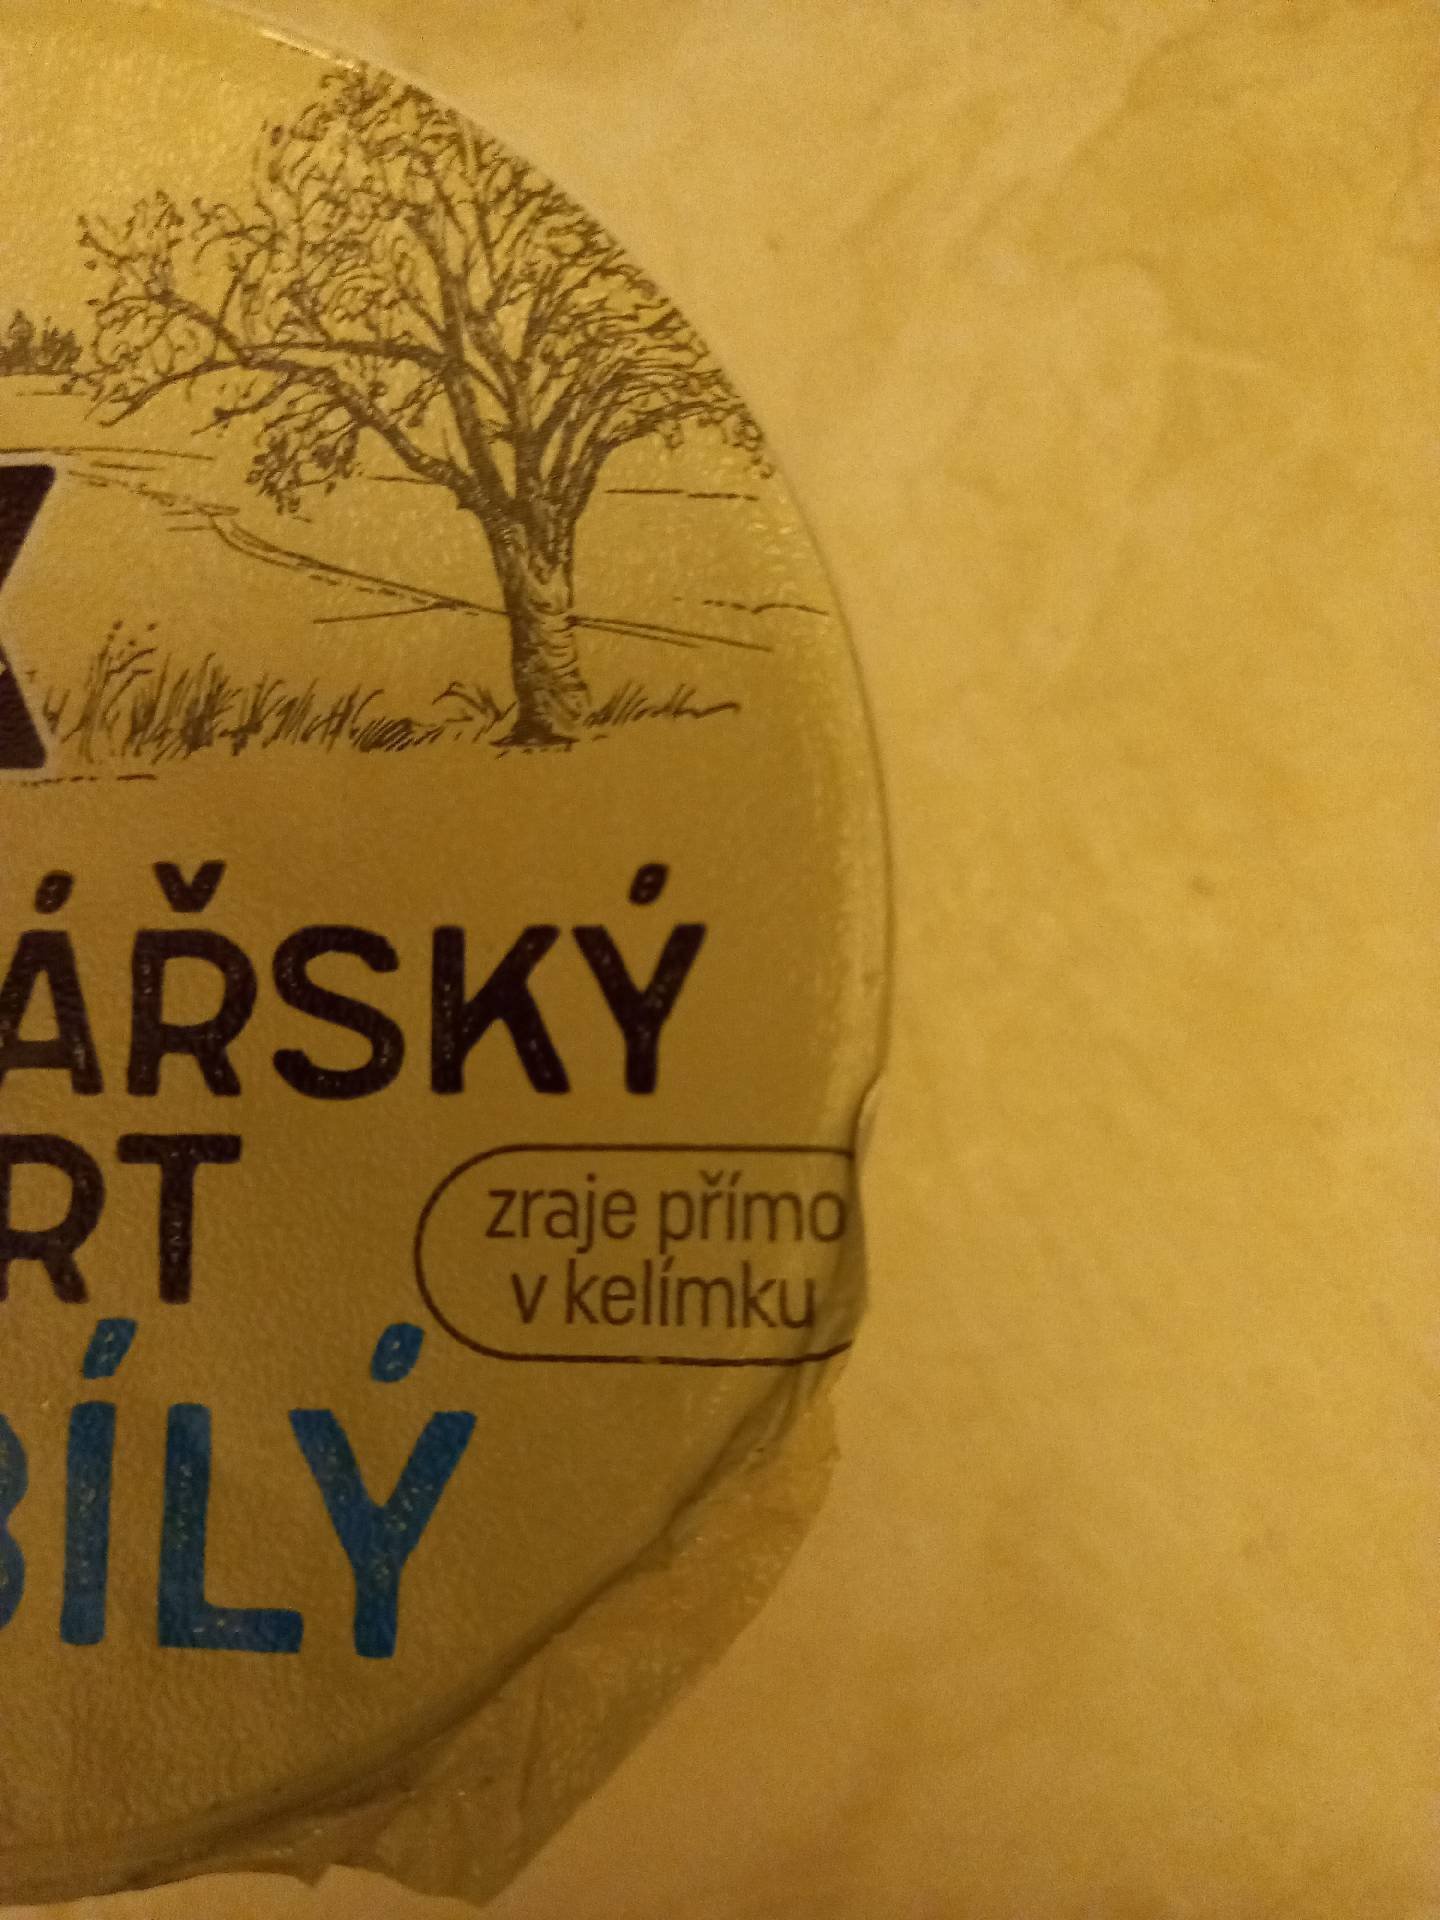 K
ÁŘSKÝ
RT
zraje přímo
v kelímku
BÍLÝ